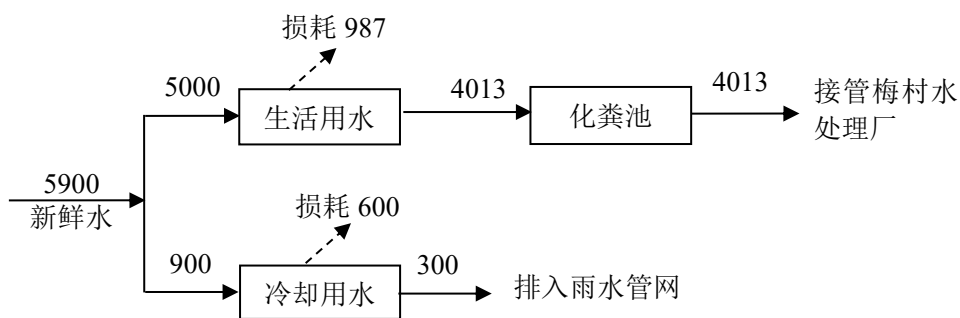 损耗 987
5000
生活用水
4013
化粪池
4013
接管梅村水
处理厂
5900
新鲜水
损耗 600
900
冷却用水
300
排入雨水管网